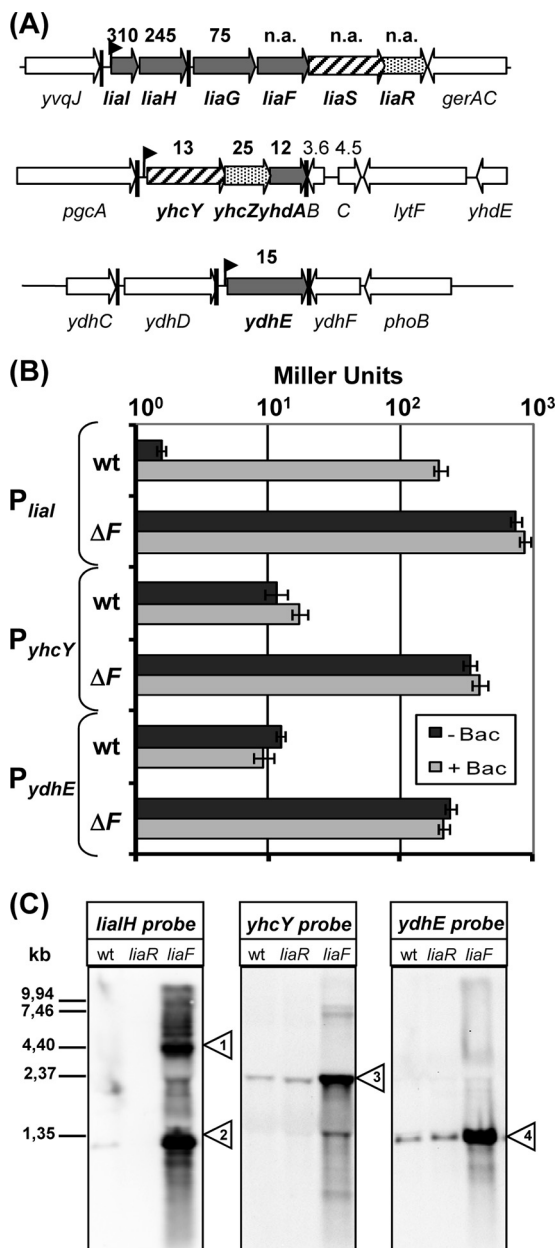 (A)
310 245 75 n.a. n.a. n.a.
yvqJ liaI liaH liaG liaF liaS liaR gerAC
13 25 12 3.6 4.5
pgcA yhcY yhcZ yhdA B C lytF yhdE
15
ydhC ydhD ydhE ydhF phoB
(B)
Miller Units
10⁰ 10¹ 10² 10³
PliaI
wt
ΔF
PyhcY
wt
ΔF
PydhE
wt
ΔF
- Bac
+ Bac
(C)
liaIH probe yhcY probe ydhE probe
kb wt liaR liaF wt liaR liaF wt liaR liaF
9,94
7,46
4,40 1
2,37 3
1,35 2 4